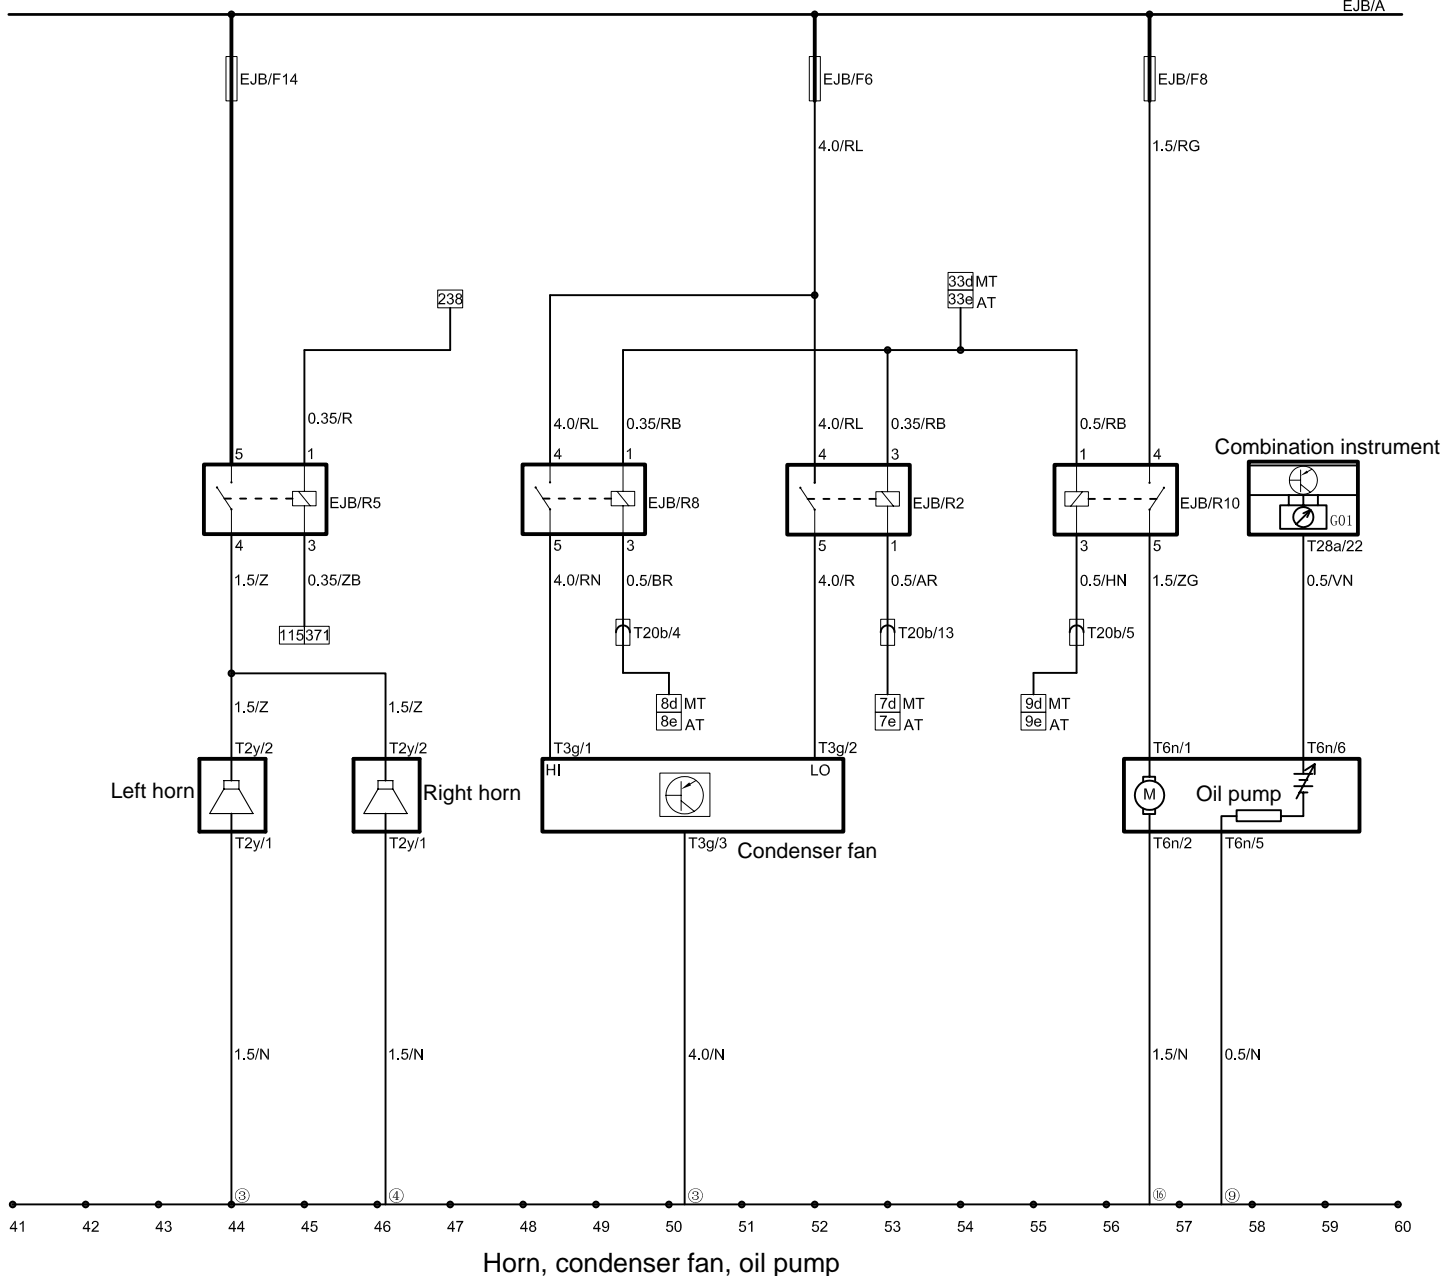 EJB/A
EJB/F14
EJB/F6
EJB/F8
4.0/RL
1.5/RG
33d MT
33e AT
238
0.35/R
4.0/RL
0.35/RB
4.0/RL
0.35/RB
0.5/RB
Combination instrument
5 1 4 1 4 3 1 4
EJB/R5
EJB/R8
EJB/R2
EJB/R10
G01
4 3 5 3 5 1 3 5
T28a/22
1.5/Z
0.35/ZB
4.0/RN
0.5/BR
4.0/R
0.5/AR
0.5/HN
1.5/ZG
0.5/VN
115 371
T20b/4
T20b/13
T20b/5
1.5/Z
1.5/Z
8d MT
8e AT
7d MT
7e AT
9d MT
9e AT
T2y/2
T2y/2
T3g/1
T3g/2
T6n/1
T6n/6
HI
LO
Left horn
Right horn
M
Oil pump
T2y/1
T2y/1
T3g/3
Condenser fan
T6n/2
T6n/5
1.5/N
1.5/N
4.0/N
1.5/N
0.5/N
③ ④ ③ ⑯ ⑨
41 42 43 44 45 46 47 48 49 50 51 52 53 54 55 56 57 58 59 60
Horn, condenser fan, oil pump